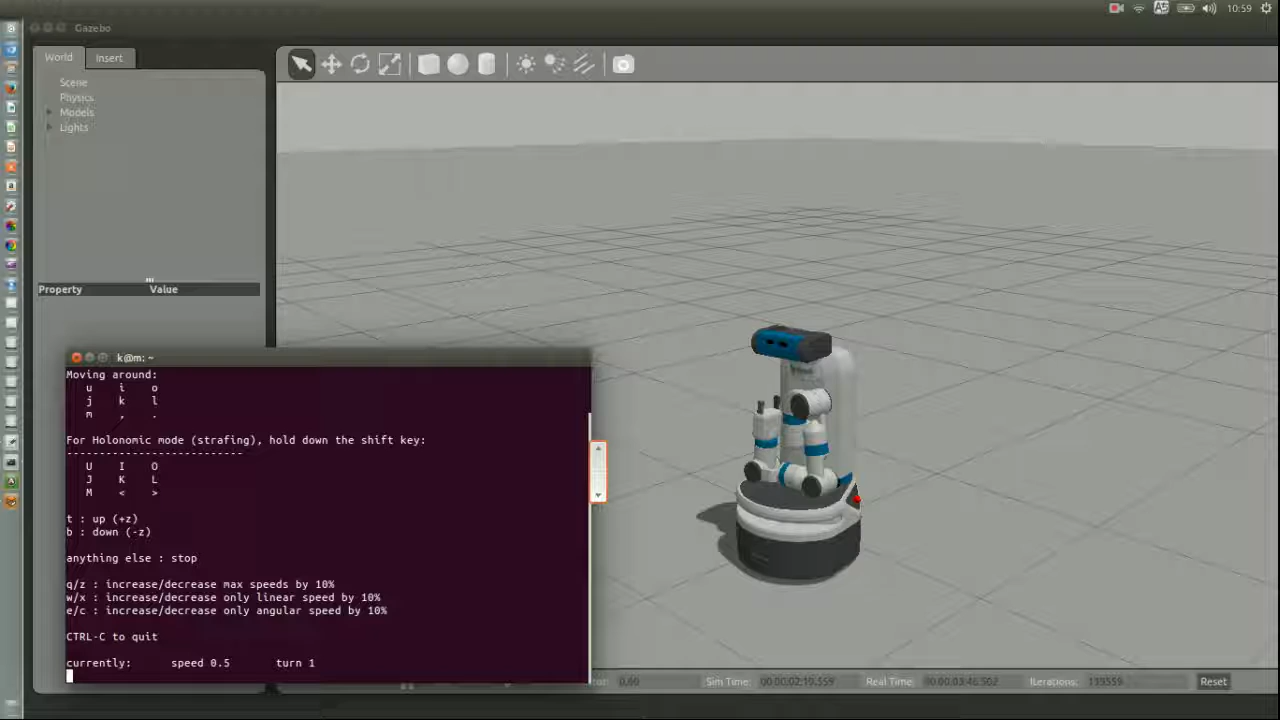 10:59
Gazebo
World Insert
Scene
Physics
Models
Lights
Property Value
k@m: ~
Moving around:
u i o
j k l
m , .
For Holonomic mode (strafing), hold down the shift key:
---------------------------
U I O
J K L
M < >
t : up (+z)
b : down (-z)
anything else : stop
q/z : increase/decrease max speeds by 10%
w/x : increase/decrease only linear speed by 10%
e/c : increase/decrease only angular speed by 10%
CTRL-C to quit
currently: speed 0.5 turn 1
Sim Time: Real Time: Iterations: Reset